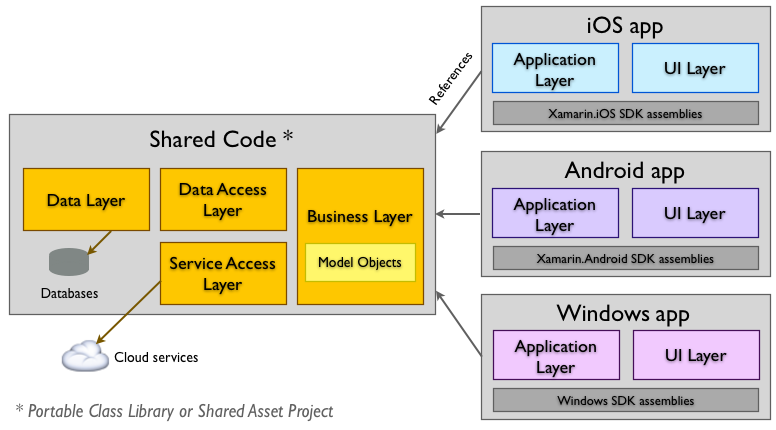 iOS app
Application
Layer
UI Layer
Xamarin.iOS SDK assemblies
References
Shared Code *
Data Layer
Data Access
Layer
Business Layer
Model Objects
Service Access
Layer
Databases
Cloud services
Android app
Application
Layer
UI Layer
Xamarin.Android SDK assemblies
Windows app
Application
Layer
UI Layer
Windows SDK assemblies
* Portable Class Library or Shared Asset Project